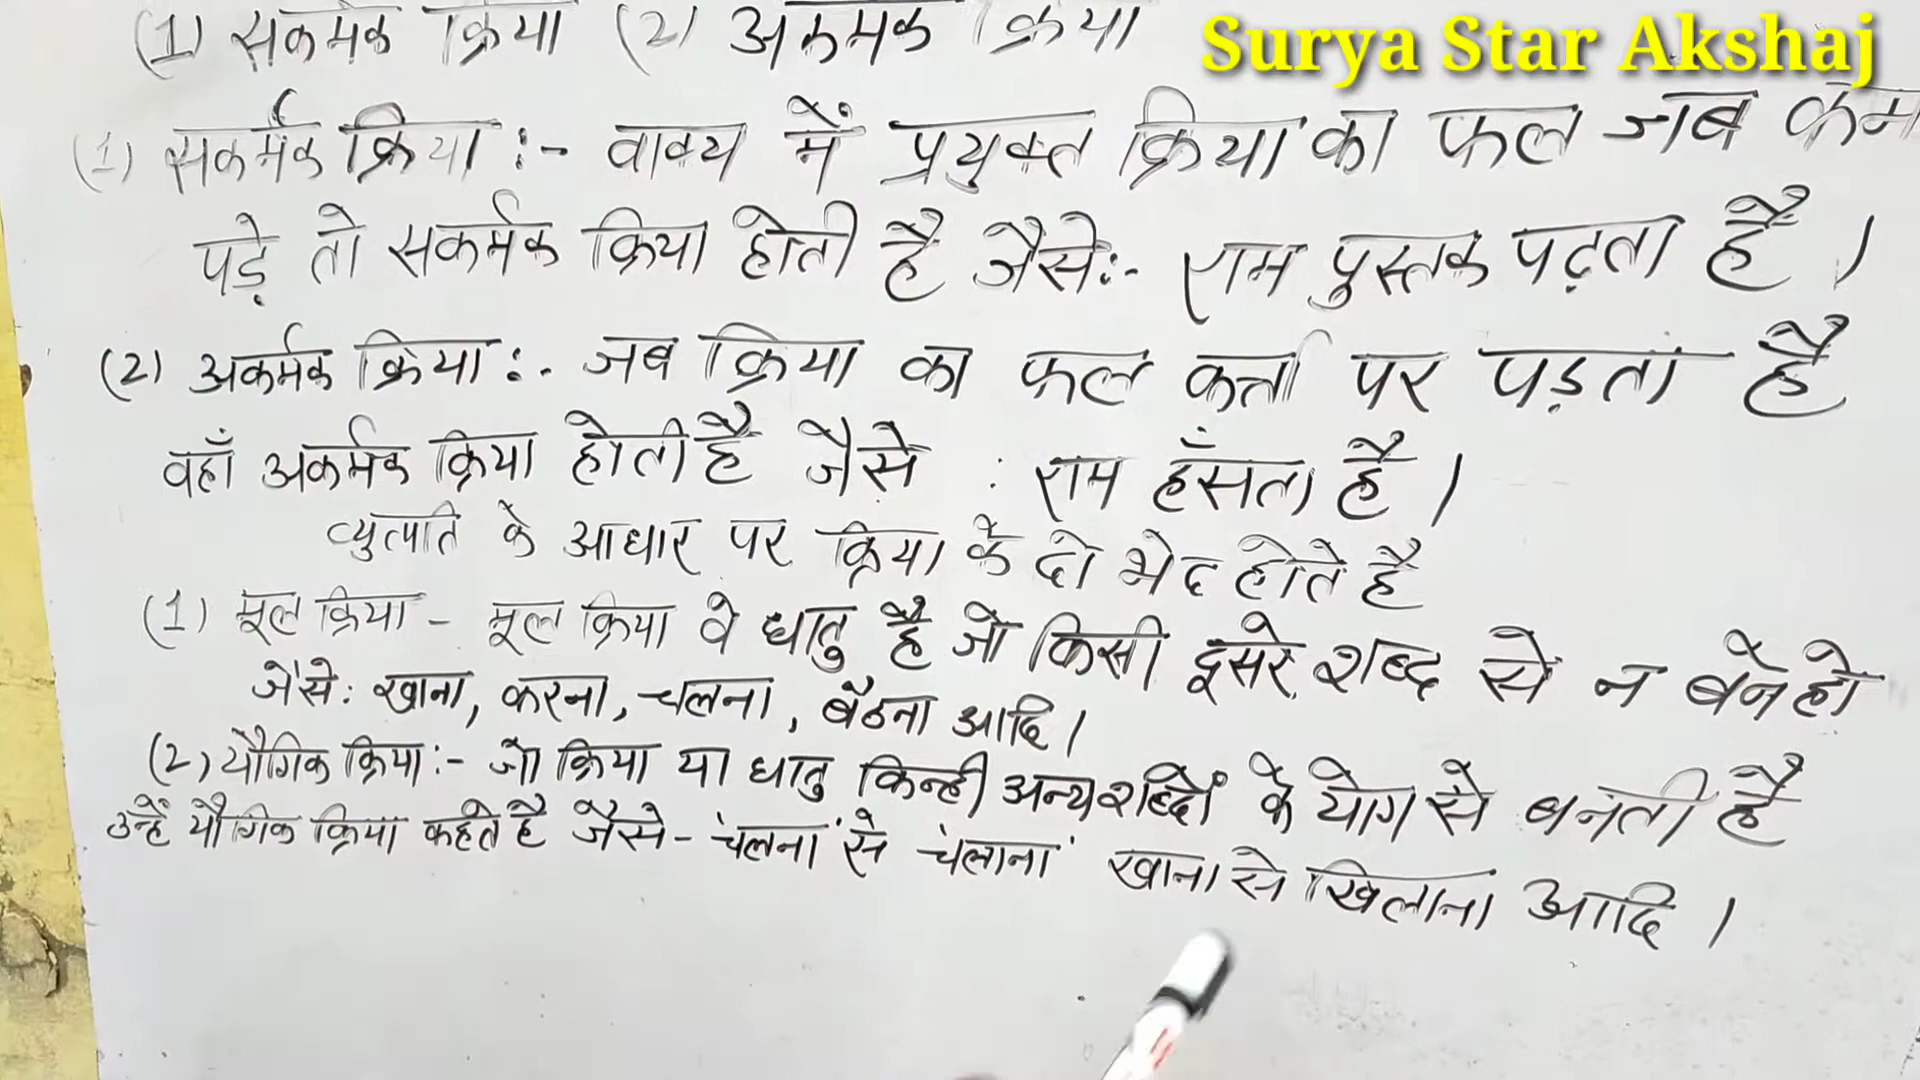 (1) सकर्मक क्रिया (2) अकर्मक क्रिया
Surya Star Akshaj
(1) सकर्मक क्रिया :- वाक्य में प्रयुक्त क्रिया का फल जब कर्म
पड़े तो सकर्मक क्रिया होती है जैसे:- राम पुस्तक पढ़ता है ।
(2) अकर्मक क्रिया :- जब क्रिया का फल कर्त्ता पर पड़ता है
वहाँ अकर्मक क्रिया होती है जैसे : राम हँसता है ।
व्युत्पति के आधार पर क्रिया के दो भेद होते है
(1) मूल क्रिया - मूल क्रिया वे धातु है जो किसी दूसरे शब्द से न बने हो
जैसे: खाना, करना, चलना, बैठना आदि ।
(2) यौगिक क्रिया :- जो क्रिया या धातु किन्ही अन्य शब्दों के योग से बनती है
उन्हें यौगिक क्रिया कहते है जैसे - 'चलना' से 'चलाना' खाना से खिलाना आदि ।